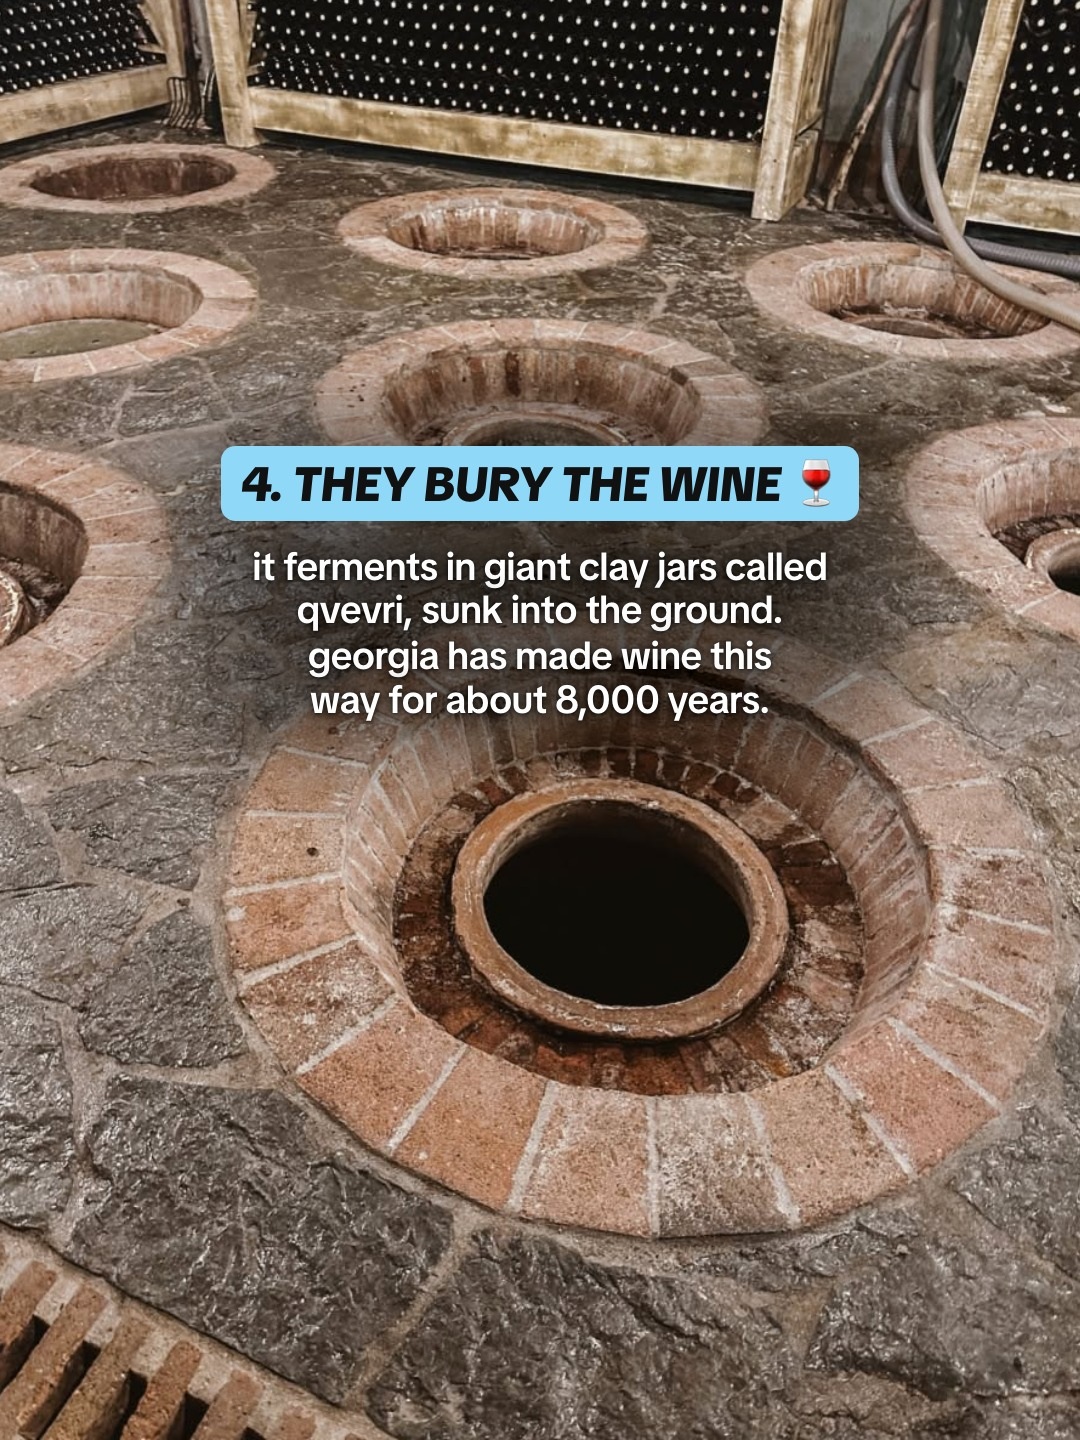 4. THEY BURY THE WINE 🍷
it ferments in giant clay jars called
qvevri, sunk into the ground.
georgia has made wine this
way for about 8,000 years.